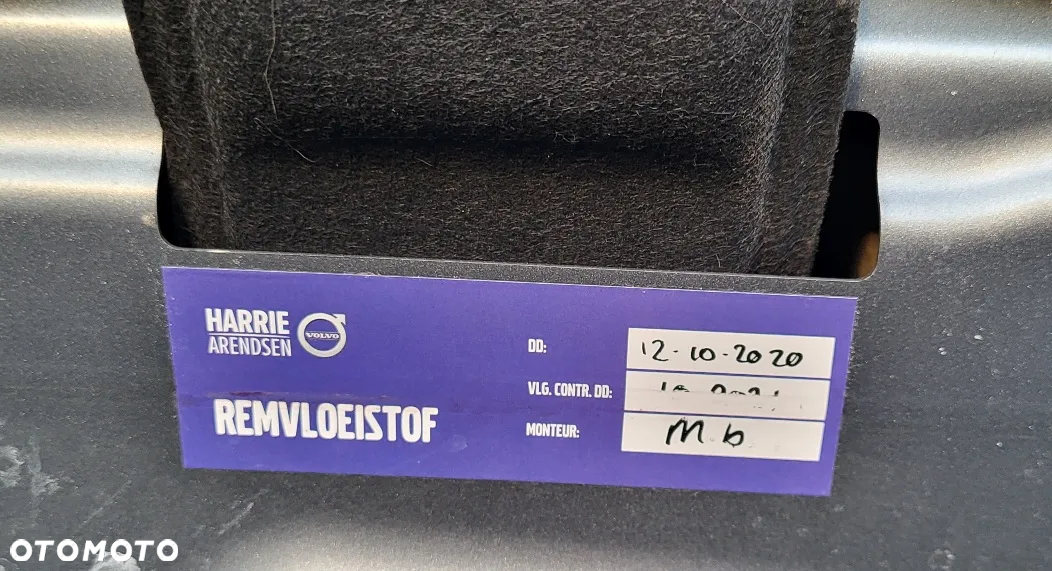 HARRIE
ARENDSEN
VOLVO
REMVLOEISTOF
DD: 12-10-2020
VLG. CONTR. DD:
MONTEUR: M.b
OTOMOTO